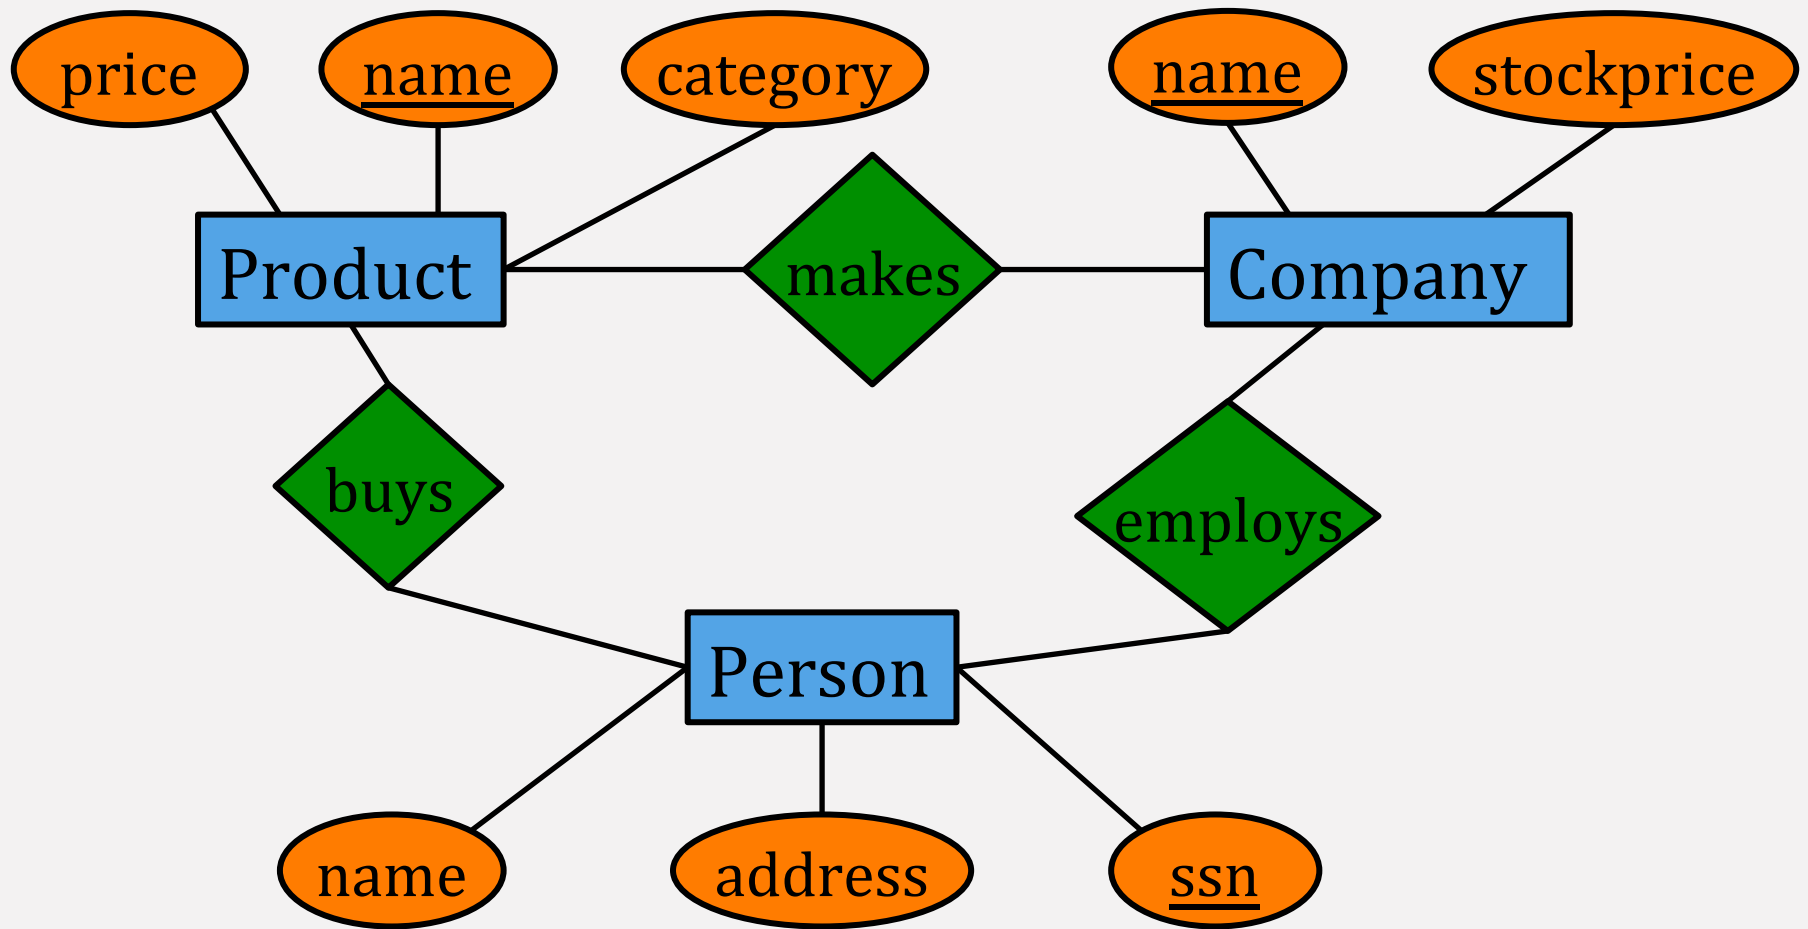 price
name
category
name
stockprice
Product
makes
Company
buys
employs
Person
name
address
ssn